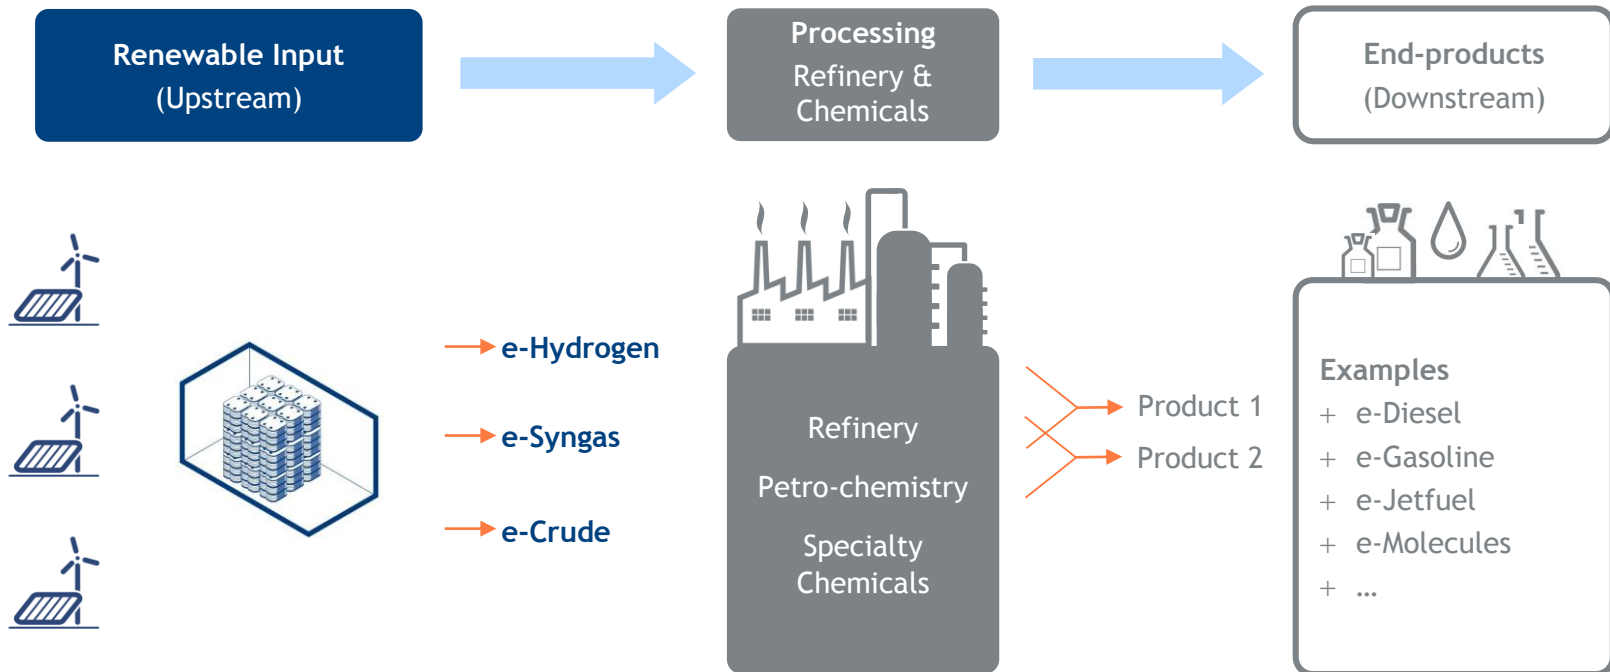 Renewable Input
(Upstream)
Processing
Refinery &
Chemicals
End-products
(Downstream)
e-Hydrogen
e-Syngas
e-Crude
Refinery
Petro-chemistry
Specialty
Chemicals
Product 1
Product 2
Examples
+ e-Diesel
+ e-Gasoline
+ e-Jetfuel
+ e-Molecules
+ …